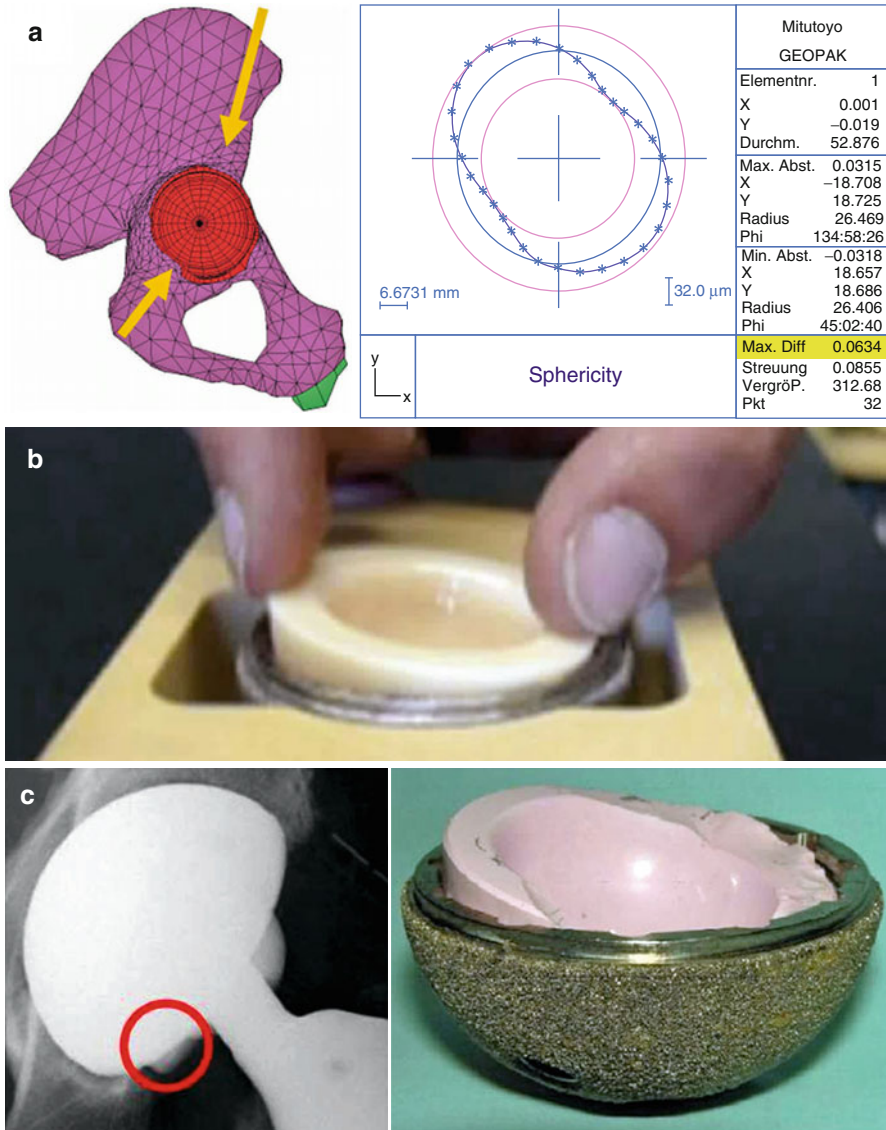 a
Mitutoyo
GEOPAK
Elementnr. 1
X 0.001
Y –0.019
Durchm. 52.876
Max. Abst. 0.0315
X –18.708
Y 18.725
Radius 26.469
Phi 134:58:26
Min. Abst. –0.0318
X 18.657
Y 18.686
Radius 26.406
Phi 45:02:40
Max. Diff 0.0634
Streuung 0.0855
VergröP. 312.68
Pkt 32
6.6731 mm
32.0 μm
y
x
Sphericity
b
c